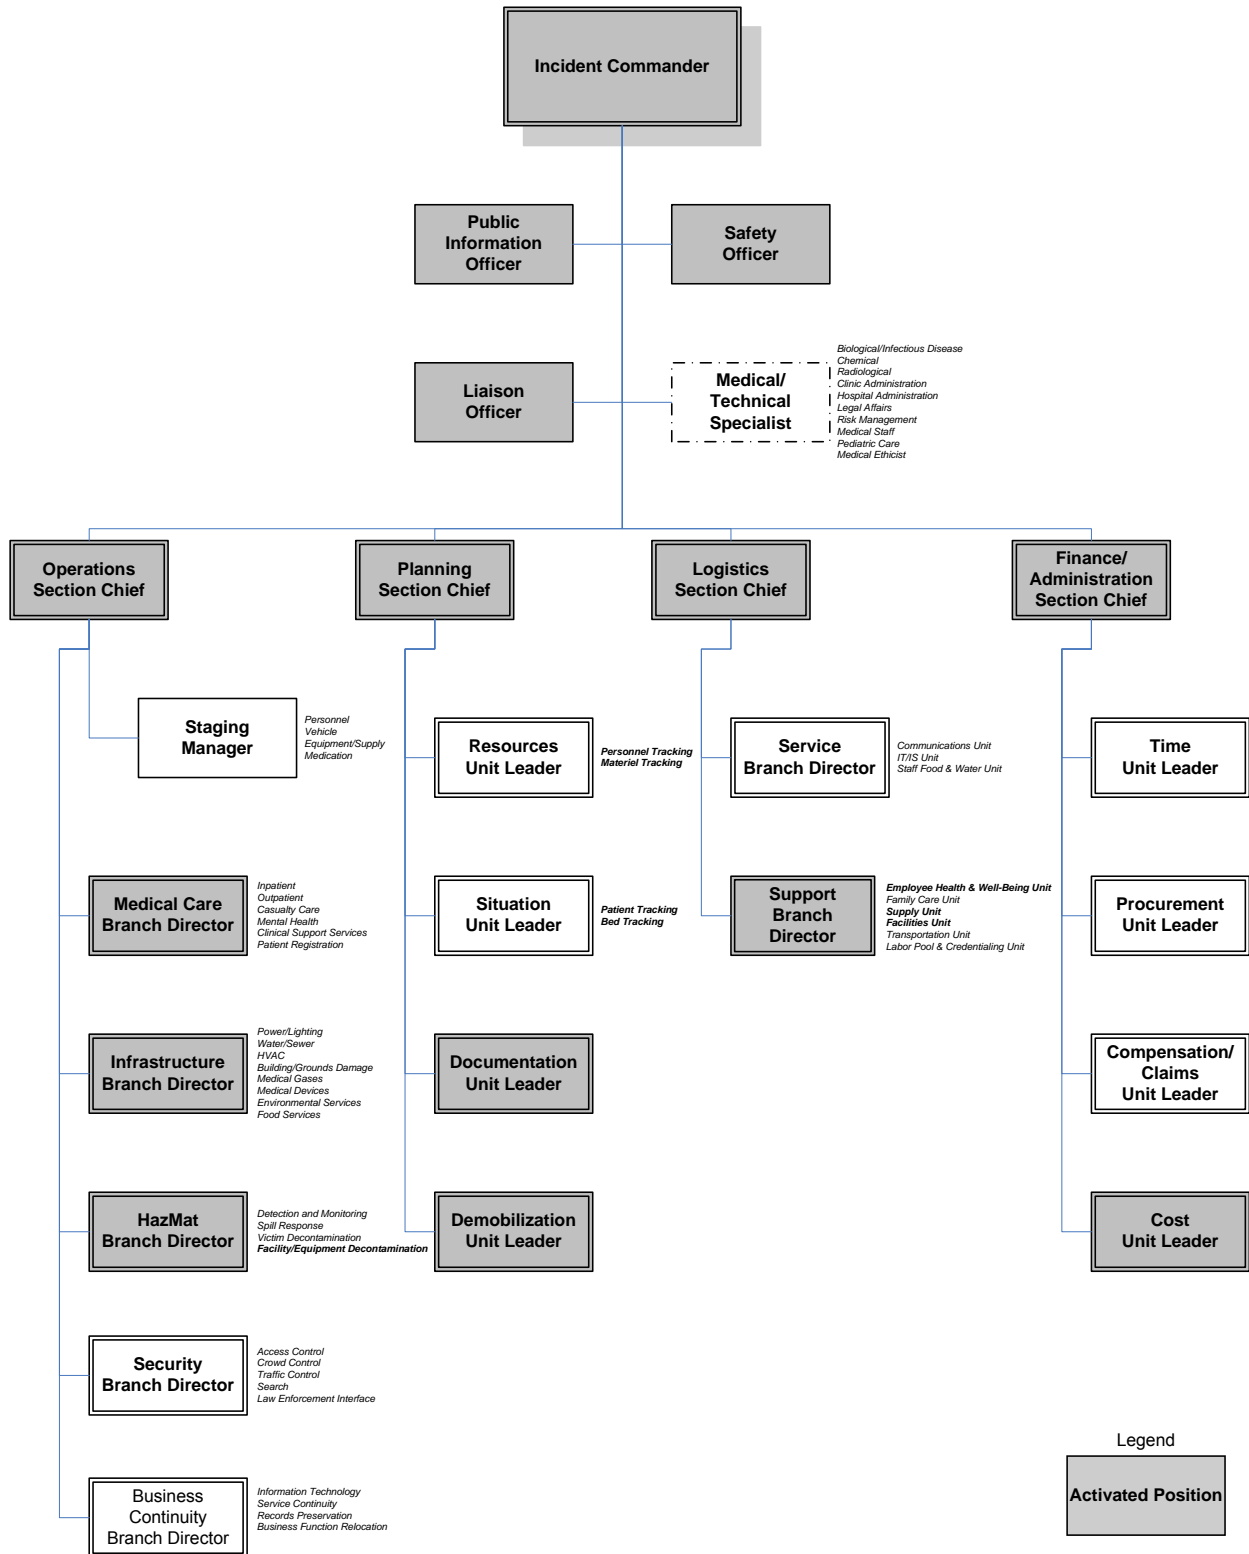 Incident Commander
Public
Information
Officer
Safety
Officer
Liaison
Officer
Medical/
Technical
Specialist
Biological/Infectious Disease
Chemical
Radiological
Clinic Administration
Hospital Administration
Legal Affairs
Risk Management
Medical Staff
Pediatric Care
Medical Ethicist
Operations
Section Chief
Planning
Section Chief
Logistics
Section Chief
Finance/
Administration
Section Chief
Staging
Manager
Personnel
Vehicle
Equipment/Supply
Medication
Resources
Unit Leader
Personnel Tracking
Materiel Tracking
Service
Branch Director
Communications Unit
IT/IS Unit
Staff Food & Water Unit
Time
Unit Leader
Medical Care
Branch Director
Inpatient
Outpatient
Casualty Care
Mental Health
Clinical Support Services
Patient Registration
Situation
Unit Leader
Patient Tracking
Bed Tracking
Support
Branch
Director
Employee Health & Well-Being Unit
Family Care Unit
Supply Unit
Facilities Unit
Transportation Unit
Labor Pool & Credentialing Unit
Procurement
Unit Leader
Infrastructure
Branch Director
Power/Lighting
Water/Sewer
HVAC
Building/Grounds Damage
Medical Gases
Medical Devices
Environmental Services
Food Services
Documentation
Unit Leader
Compensation/
Claims
Unit Leader
HazMat
Branch Director
Detection and Monitoring
Spill Response
Victim Decontamination
Facility/Equipment Decontamination
Demobilization
Unit Leader
Cost
Unit Leader
Security
Branch Director
Access Control
Crowd Control
Traffic Control
Search
Law Enforcement Interface
Business
Continuity
Branch Director
Information Technology
Service Continuity
Records Preservation
Business Function Relocation
Legend
Activated Position